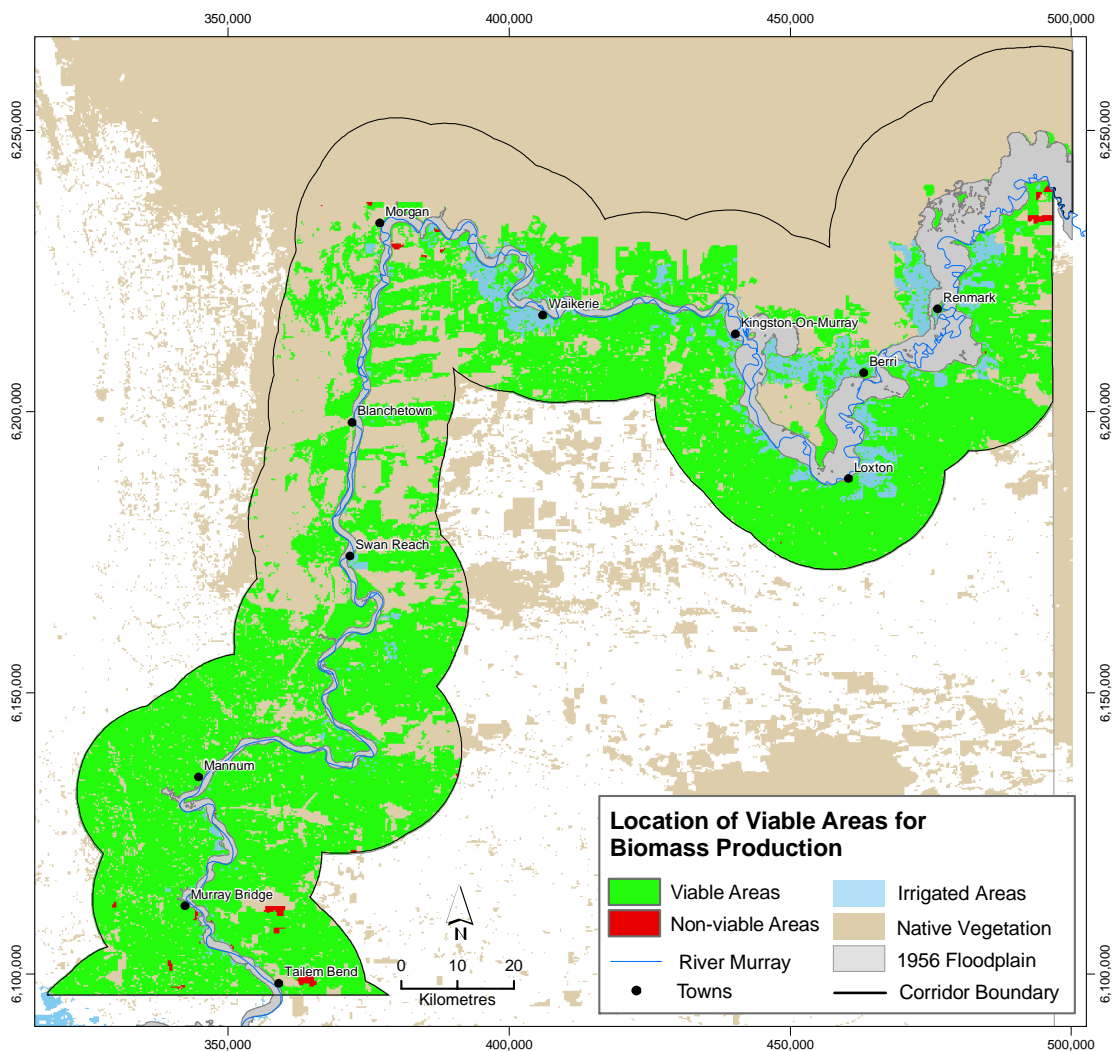 350,000
400,000
450,000
500,000
6,250,000
6,250,000
Morgan
Renmark
Waikerie
Kingston-On-Murray
Berri
6,200,000
Blanchetown
6,200,000
Loxton
Swan Reach
6,150,000
6,150,000
Mannum
Location of Viable Areas for
Biomass Production
Viable Areas
Irrigated Areas
Murray Bridge
Non-viable Areas
Native Vegetation
N
River Murray
1956 Floodplain
6,100,000
Tailem Bend
0 10 20
Towns
Corridor Boundary
6,100,000
Kilometres
350,000
400,000
450,000
500,000